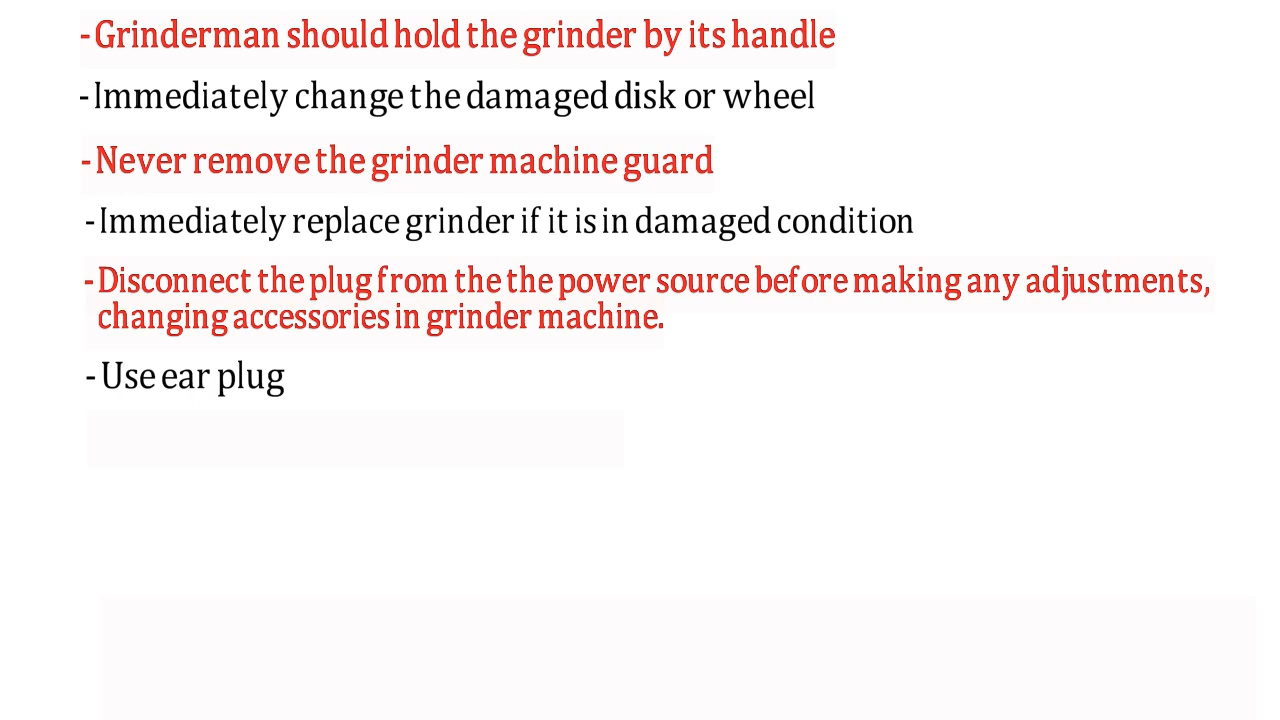 -Grinderman should hold the grinder by its handle
-Immediately change the damaged disk or wheel
-Never remove the grinder machine guard
-Immediately replace grinder if it is in damaged condition
-Disconnect the plug from the the power source before making any adjustments,
changing accessories in grinder machine.
-Use ear plug